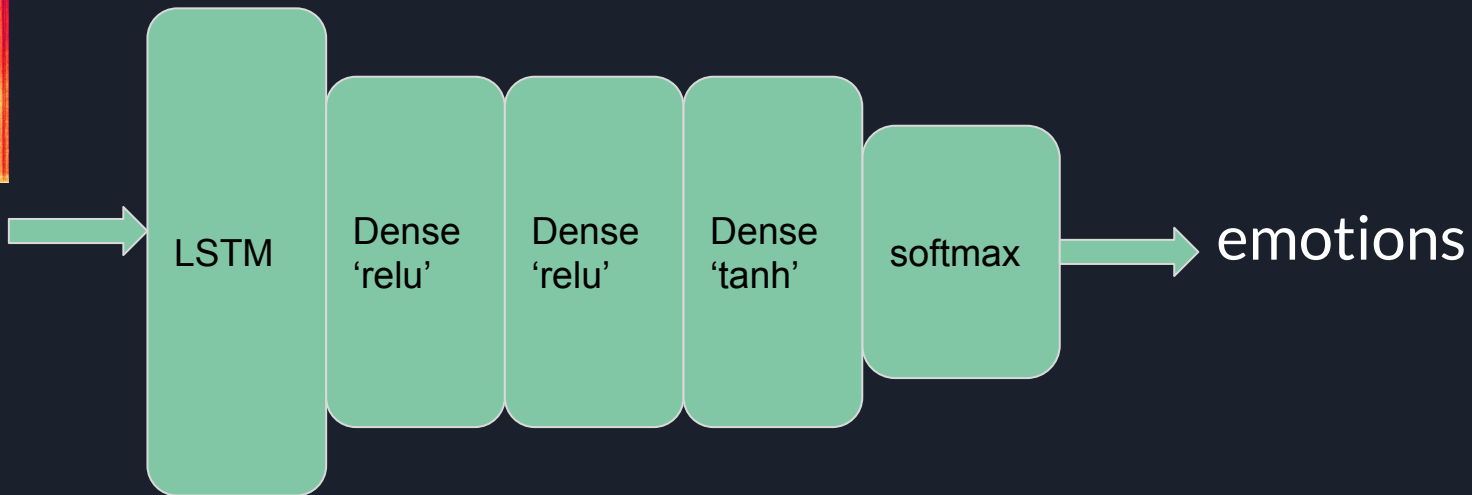 LSTM
Dense
‘relu’
Dense
‘relu’
Dense
‘tanh’
softmax
emotions